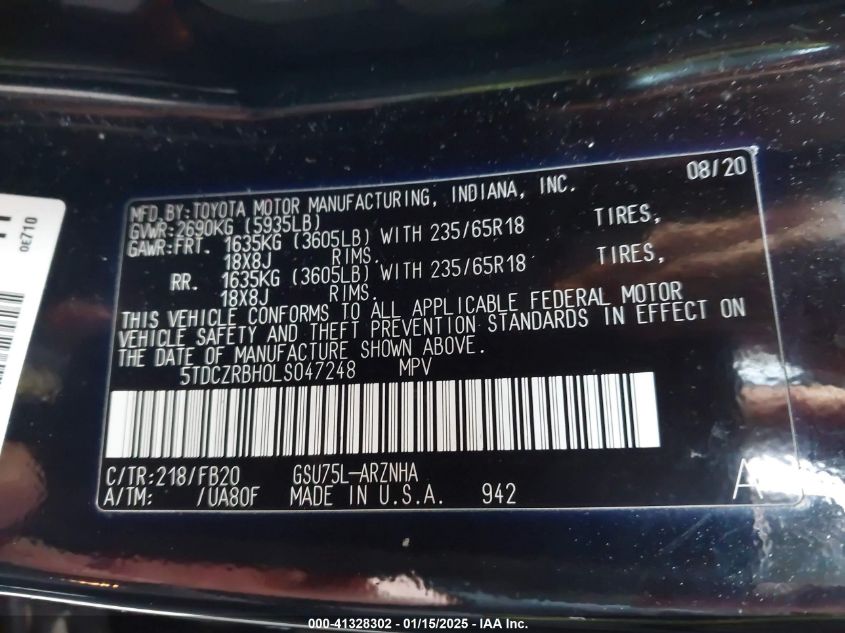 08/20
MFD.BY:TOYOTA MOTOR MANUFACTURING, INDIANA, INC.
GVWR:2690KG (5935LB)
GAWR:FRT. 1635KG (3605LB) WITH 235/65R18 TIRES,
18X8J RIMS.
RR. 1635KG (3605LB) WITH 235/65R18 TIRES,
18X8J RIMS.
THIS VEHICLE CONFORMS TO ALL APPLICABLE FEDERAL MOTOR
VEHICLE SAFETY AND THEFT PREVENTION STANDARDS IN EFFECT ON
THE DATE OF MANUFACTURE SHOWN ABOVE.
5TDCZRBH0LS047248 MPV
C/TR:218/FB20 GSU75L-ARZNHA
A/TM: /UA80F MADE IN U.S.A. 942
A
0E710
000-41328302 - 01/15/2025 - IAA Inc.